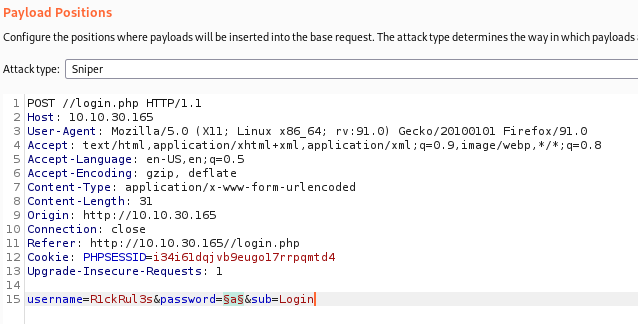 Payload Positions
Configure the positions where payloads will be inserted into the base request. The attack type determines the way in which payloads
Attack type: Sniper
1 POST //login.php HTTP/1.1
2 Host: 10.10.30.165
3 User-Agent: Mozilla/5.0 (X11; Linux x86_64; rv:91.0) Gecko/20100101 Firefox/91.0
4 Accept: text/html,application/xhtml+xml,application/xml;q=0.9,image/webp,*/*;q=0.8
5 Accept-Language: en-US,en;q=0.5
6 Accept-Encoding: gzip, deflate
7 Content-Type: application/x-www-form-urlencoded
8 Content-Length: 31
9 Origin: http://10.10.30.165
10 Connection: close
11 Referer: http://10.10.30.165//login.php
12 Cookie: PHPSESSID=i34i61dqjvb9eugo17rrpqmtd4
13 Upgrade-Insecure-Requests: 1
14
15 username=R1ckRul3s&password=§a§&sub=Login